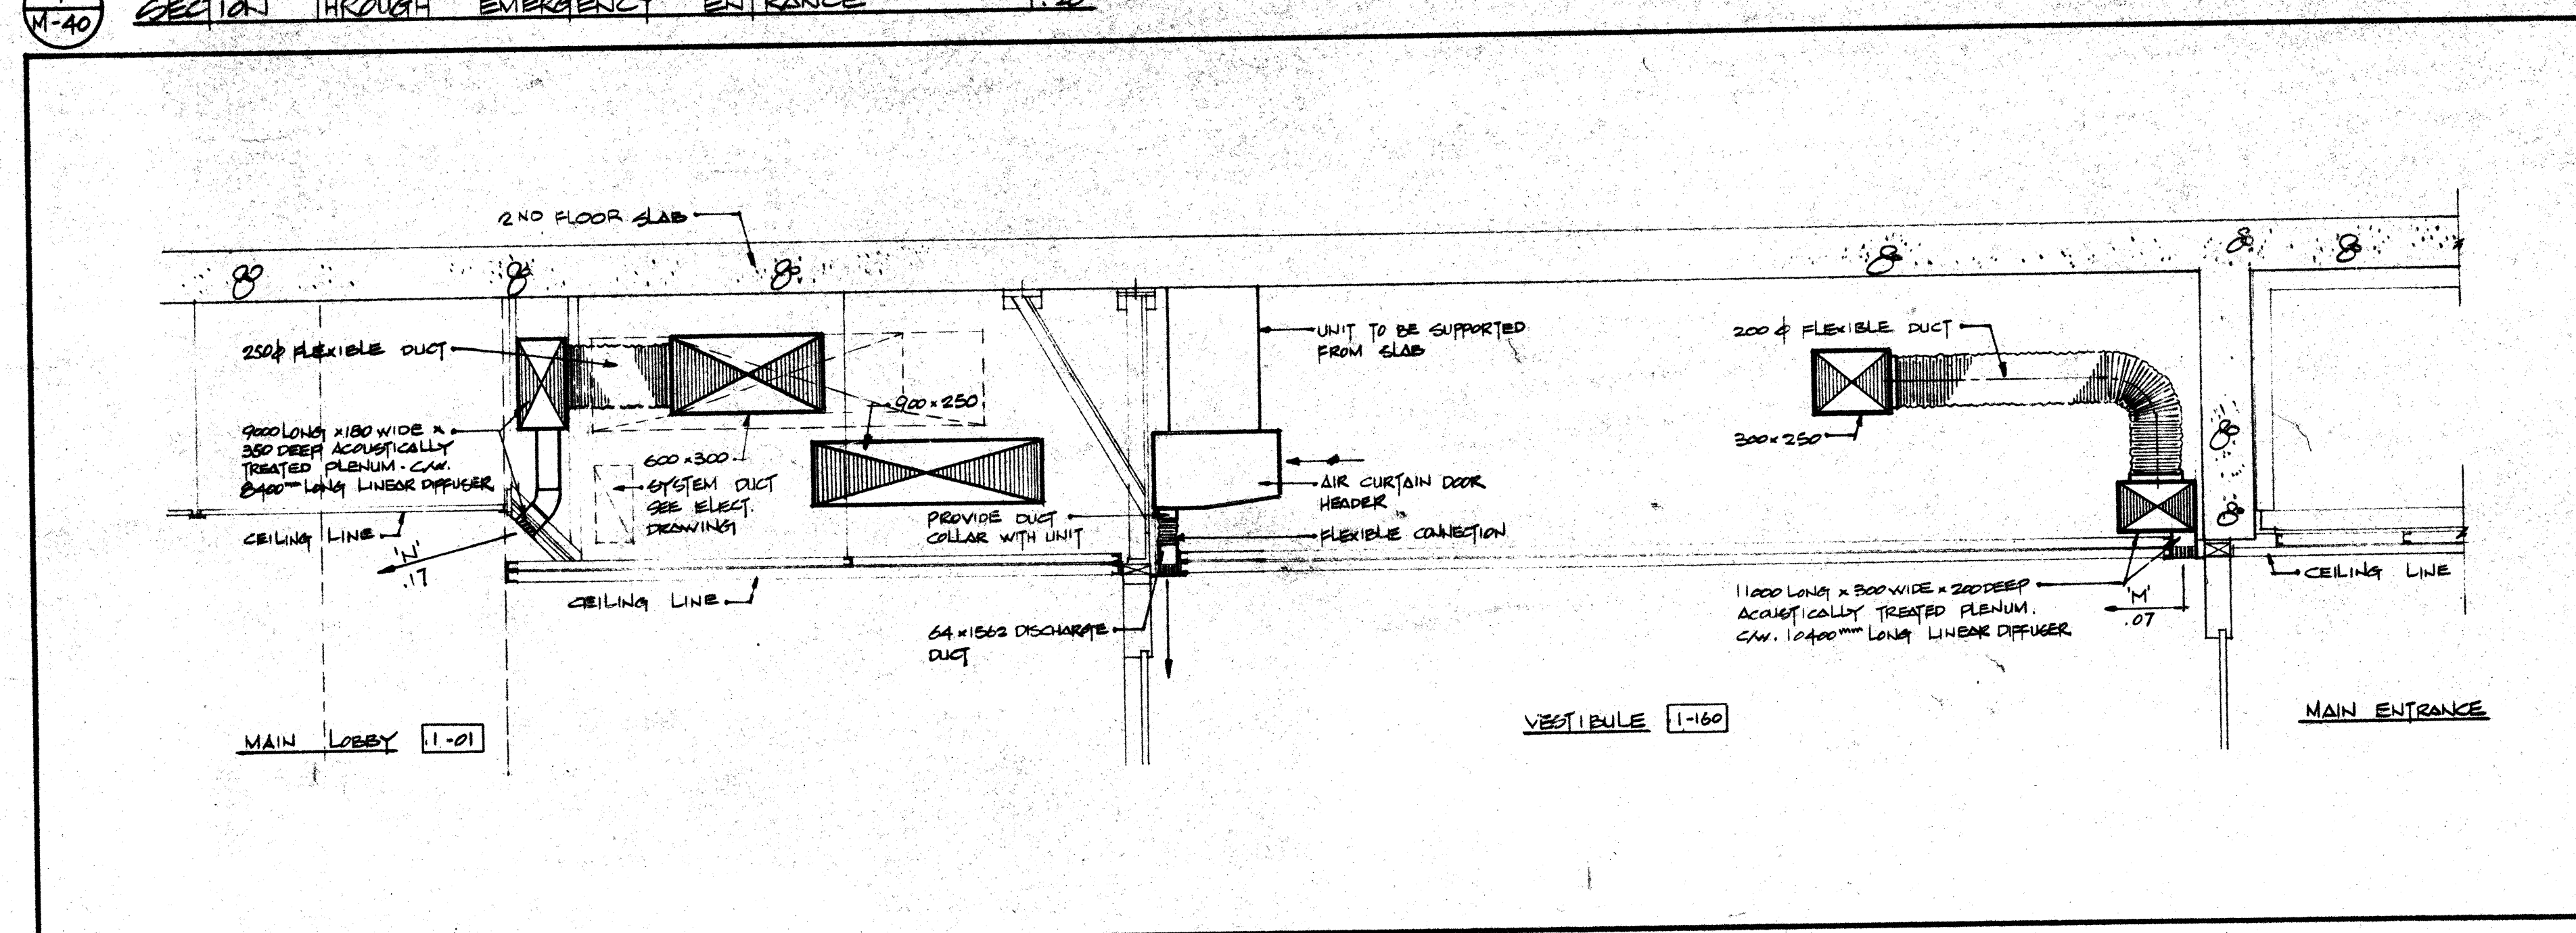 M-40
SECTION THROUGH EMERGENCY ENTRANCE 1:20
2ND FLOOR SLAB
250ϕ FLEXIBLE DUCT
9000 LONG × 180 WIDE ×
350 DEEP ACOUSTICALLY
TREATED PLENUM - C/W.
8400mm LONG LINEAR DIFFUSER
CEILING LINE
'N'
.17
600 × 300
SYSTEM DUCT
SEE ELECT.
DRAWING
900 × 250
CEILING LINE
PROVIDE DUCT
COLLAR WITH UNIT
64 × 1562 DISCHARGE
DUCT
UNIT TO BE SUPPORTED
FROM SLAB
AIR CURTAIN DOOR
HEADER
FLEXIBLE CONNECTION
200 ϕ FLEXIBLE DUCT
300 × 250
11000 LONG × 300 WIDE × 200 DEEP
ACOUSTICALLY TREATED PLENUM.
C/W. 10400mm LONG LINEAR DIFFUSER
'M'
.07
CEILING LINE
MAIN LOBBY 1-01
VESTIBULE 1-160
MAIN ENTRANCE